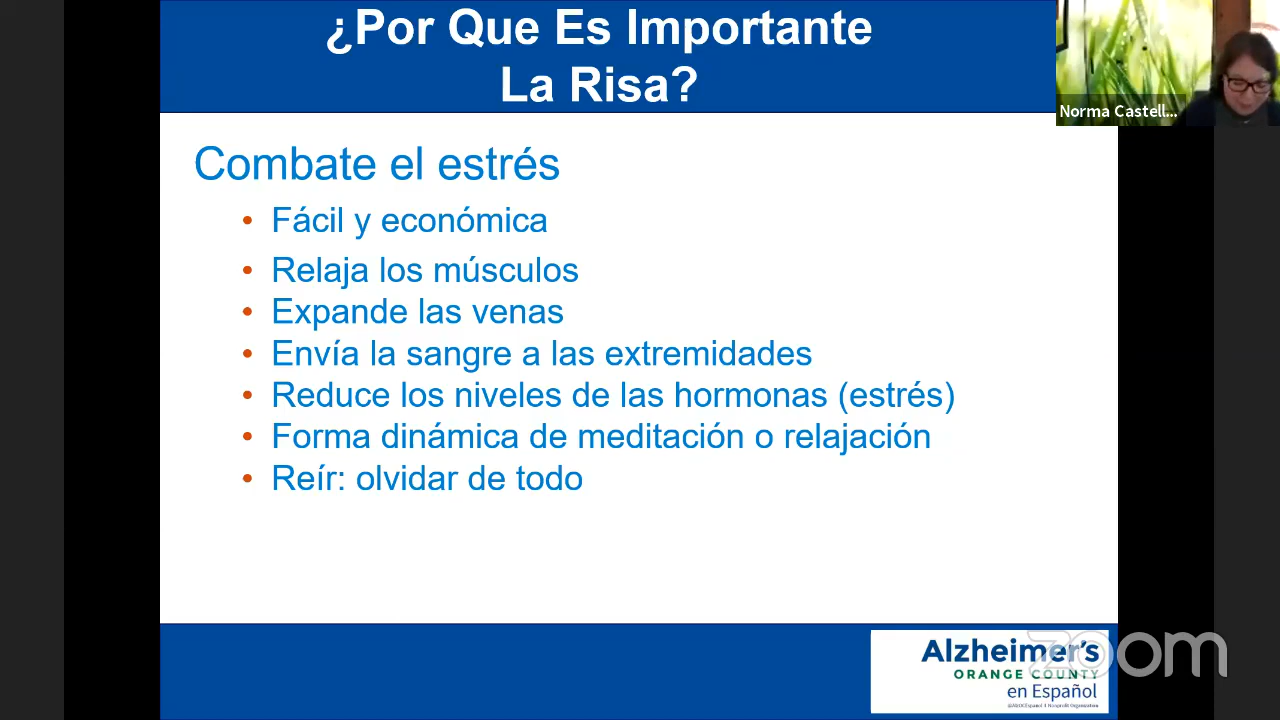 ¿Por Que Es Importante
La Risa?
Norma Castell...
Combate el estrés
• Fácil y económica
• Relaja los músculos
• Expande las venas
• Envía la sangre a las extremidades
• Reduce los niveles de las hormonas (estrés)
• Forma dinámica de meditación o relajación
• Reír: olvidar de todo
Alzheimer's
ORANGE COUNTY
en Español
zoom